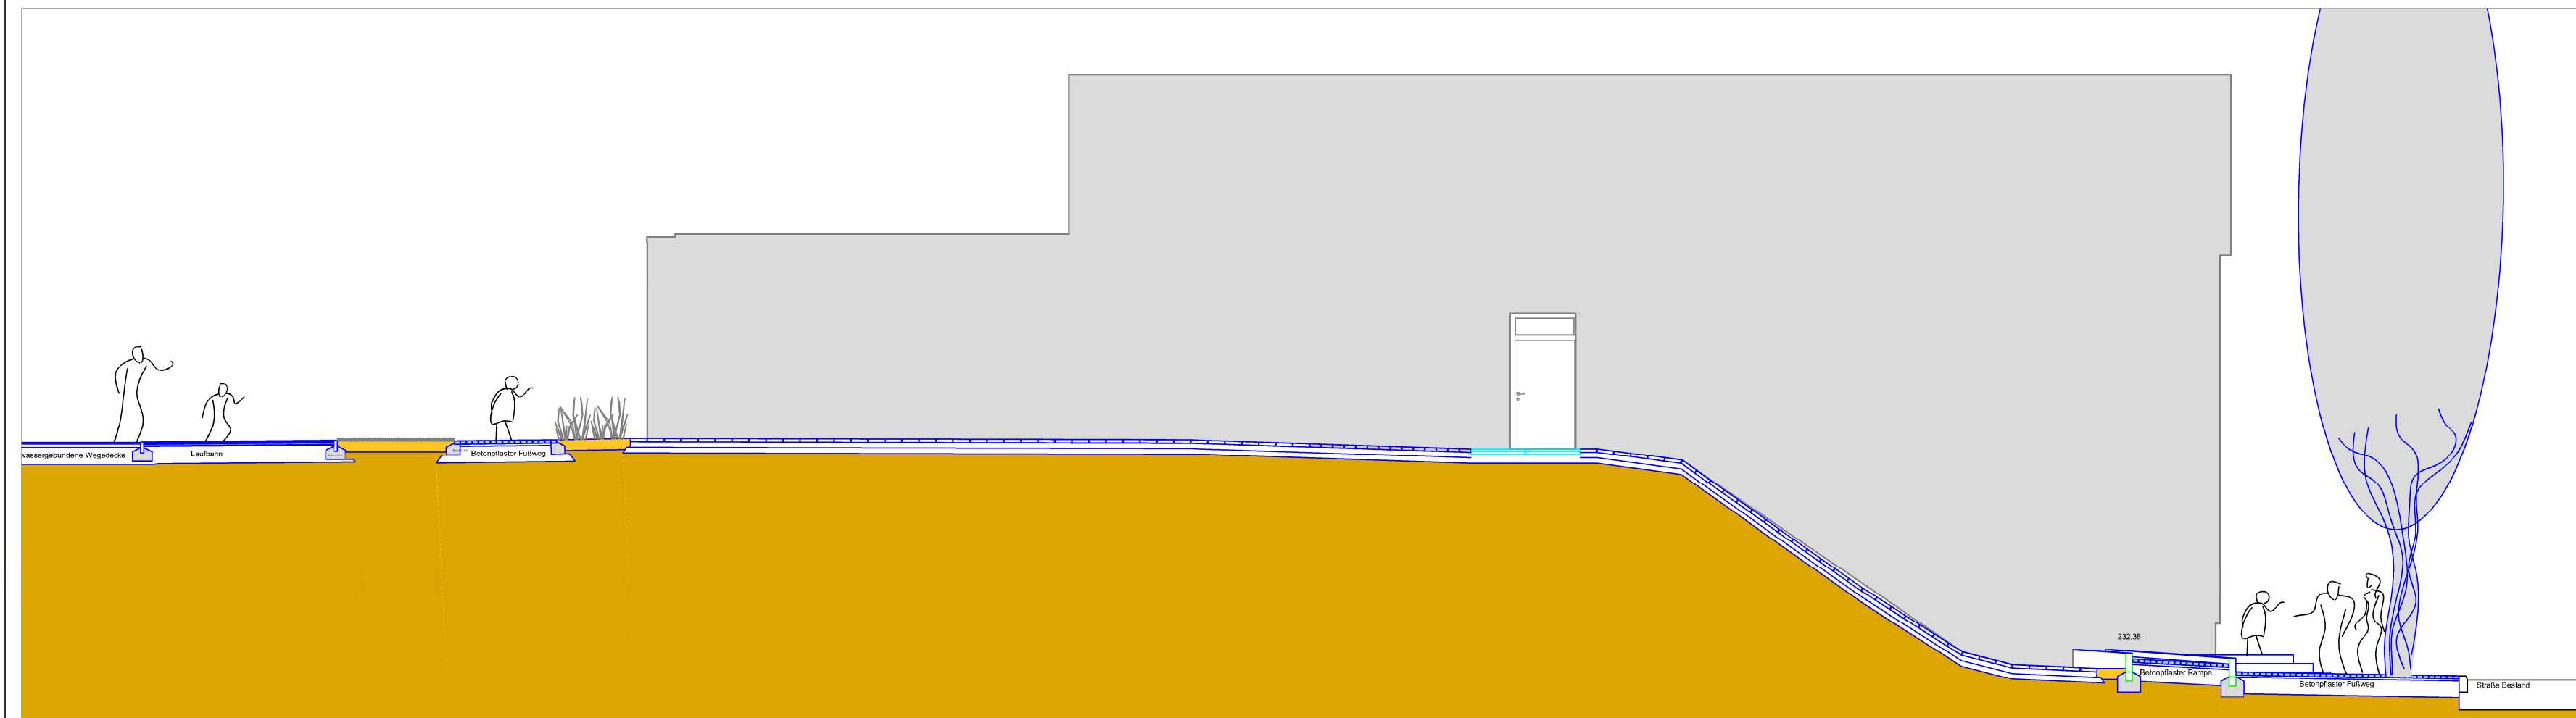 232,38
wassergebundene Wegedecke
Laufbahn
Betonpflaster Fußweg
Betonpflaster Rampe
Betonpflaster Fußweg
Straße Bestand